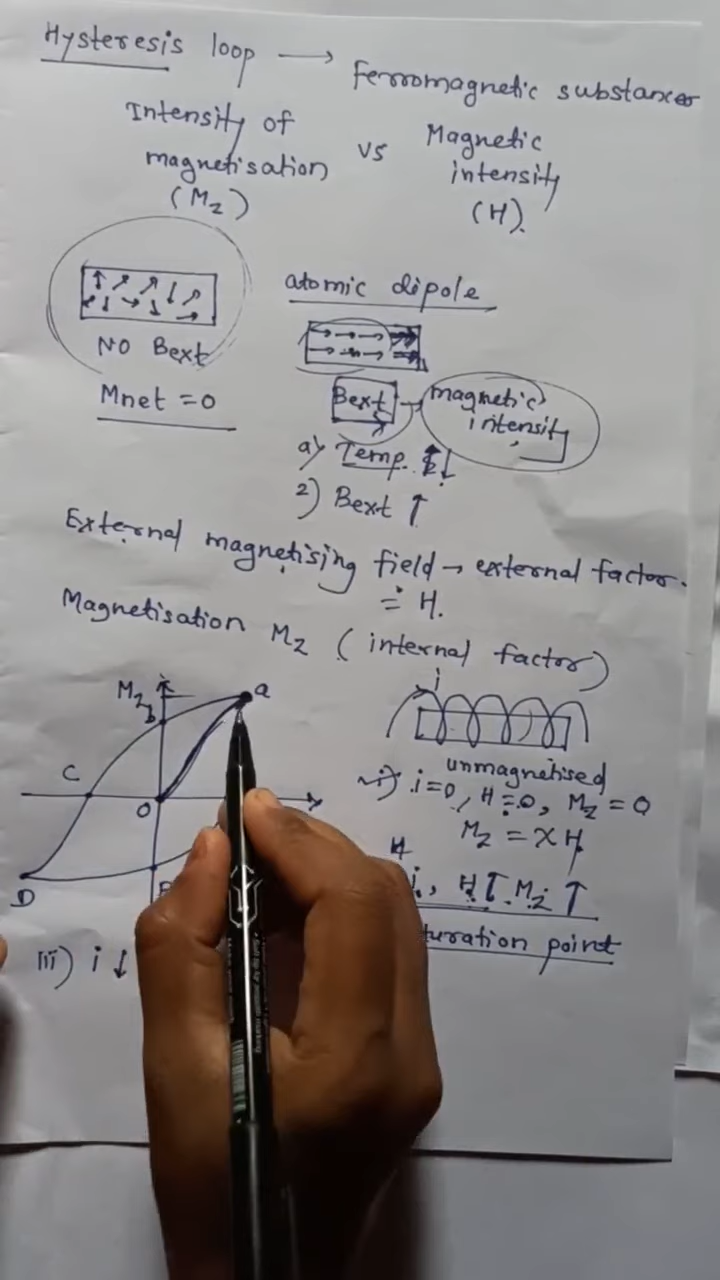 Hysteresis loop → ferromagnetic substances
Intensity of magnetisation (Mz) vs Magnetic intensity (H)
NO Bext
Mnet = 0
atomic dipole
Bext → magnetic intensity
a) Temp. ↓
2) Bext ↑
External magnetising field → external factor.
= H.
Magnetisation Mz (internal factor)
Mz
a
b
C
O
D
H
i
unmagnetised
i) i=0, H=0, Mz=0
Mz = χH
i, H↑ Mz ↑
turation point
iii) i ↓